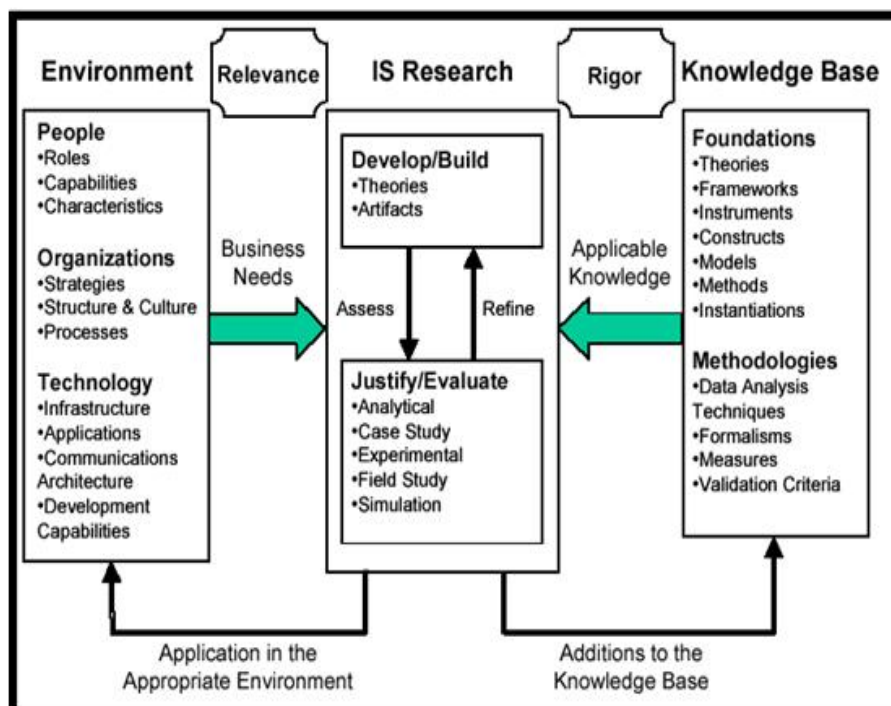 Environment
Relevance
IS Research
Rigor
Knowledge Base
People
•Roles
•Capabilities
•Characteristics
Organizations
•Strategies
•Structure & Culture
•Processes
Technology
•Infrastructure
•Applications
•Communications
Architecture
•Development
Capabilities
Business
Needs
Develop/Build
•Theories
•Artifacts
Assess
Refine
Justify/Evaluate
•Analytical
•Case Study
•Experimental
•Field Study
•Simulation
Applicable
Knowledge
Foundations
•Theories
•Frameworks
•Instruments
•Constructs
•Models
•Methods
•Instantiations
Methodologies
•Data Analysis
Techniques
•Formalisms
•Measures
•Validation Criteria
Application in the
Appropriate Environment
Additions to the
Knowledge Base